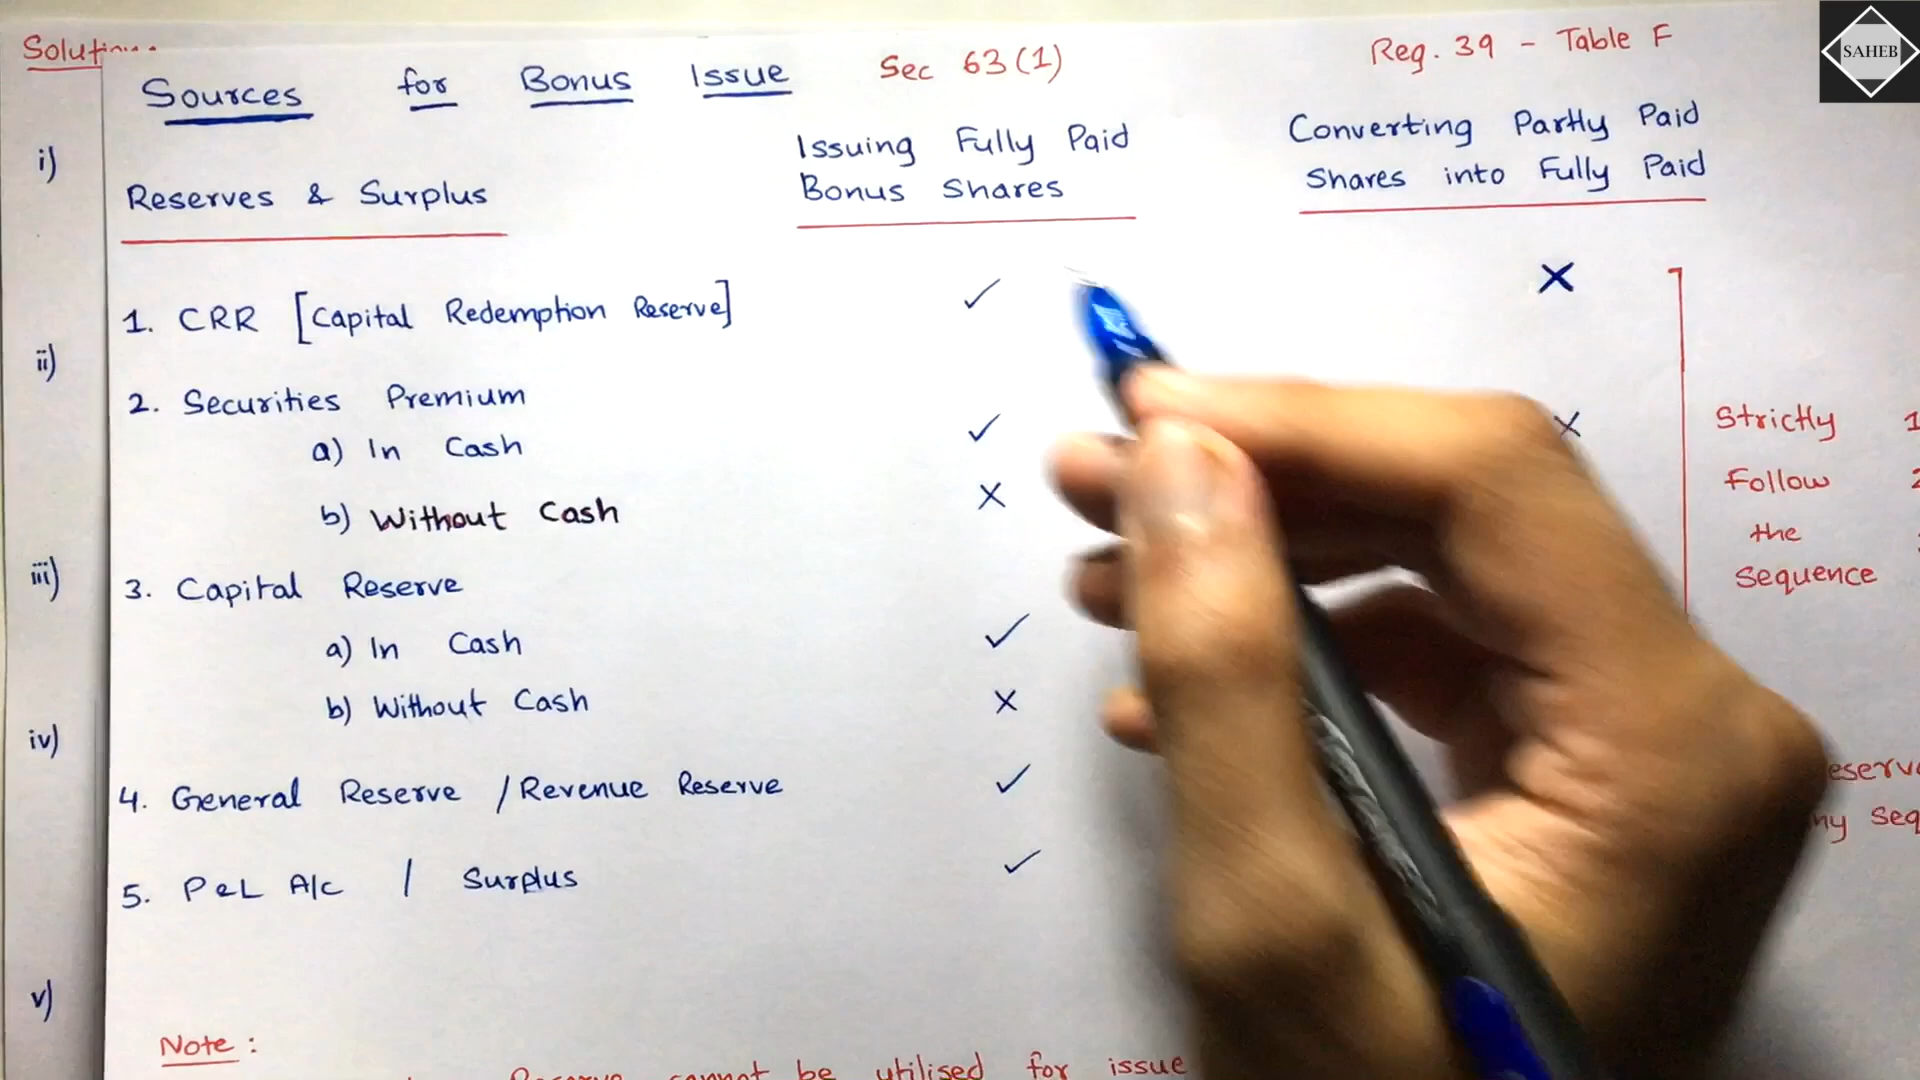 Sources for Bonus Issue Sec 63(1) Reg. 39 - Table F
SAHEB
Issuing Fully Paid
Bonus Shares
Converting Partly Paid
Shares into Fully Paid
Reserves & Surplus
i)
1. CRR [Capital Redemption Reserve] ✓ ×
ii)
2. Securities Premium
a) In Cash ✓ ×
b) Without Cash ×
Strictly
Follow
the
Sequence
iii)
3. Capital Reserve
a) In Cash ✓
b) Without Cash ×
iv)
4. General Reserve / Revenue Reserve ✓
5. P&L A/c / Surplus ✓
v)
Note :
cannot be utilised for issue